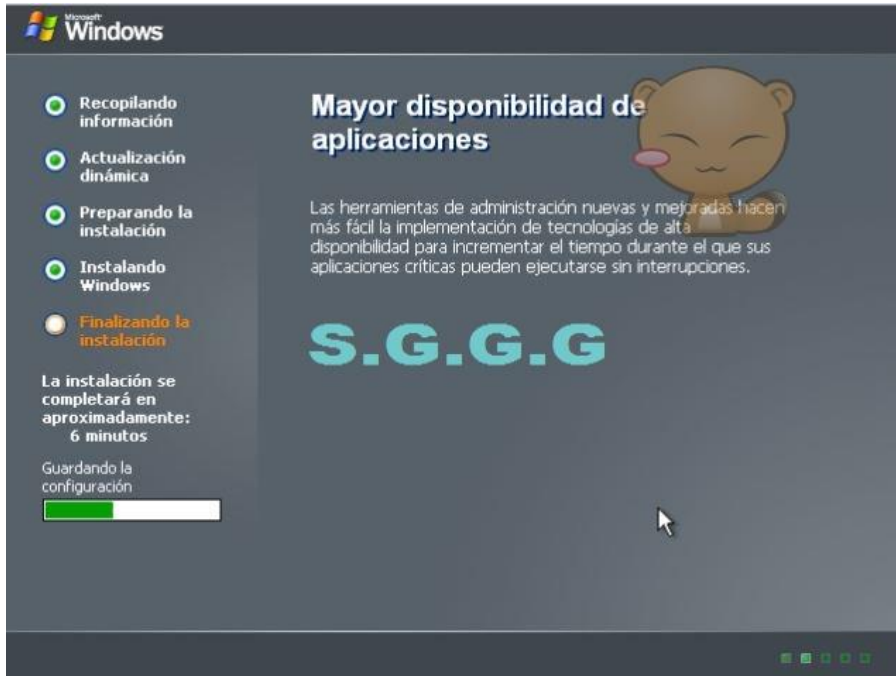 Microsoft
Windows
Recopilando
información
Actualización
dinámica
Preparando la
instalación
Instalando
Windows
Finalizando la
instalación
La instalación se
completará en
aproximadamente:
6 minutos
Guardando la
configuración
Mayor disponibilidad de
aplicaciones
Las herramientas de administración nuevas y mejoradas hacen
más fácil la implementación de tecnologías de alta
disponibilidad para incrementar el tiempo durante el que sus
aplicaciones críticas pueden ejecutarse sin interrupciones.
S.G.G.G